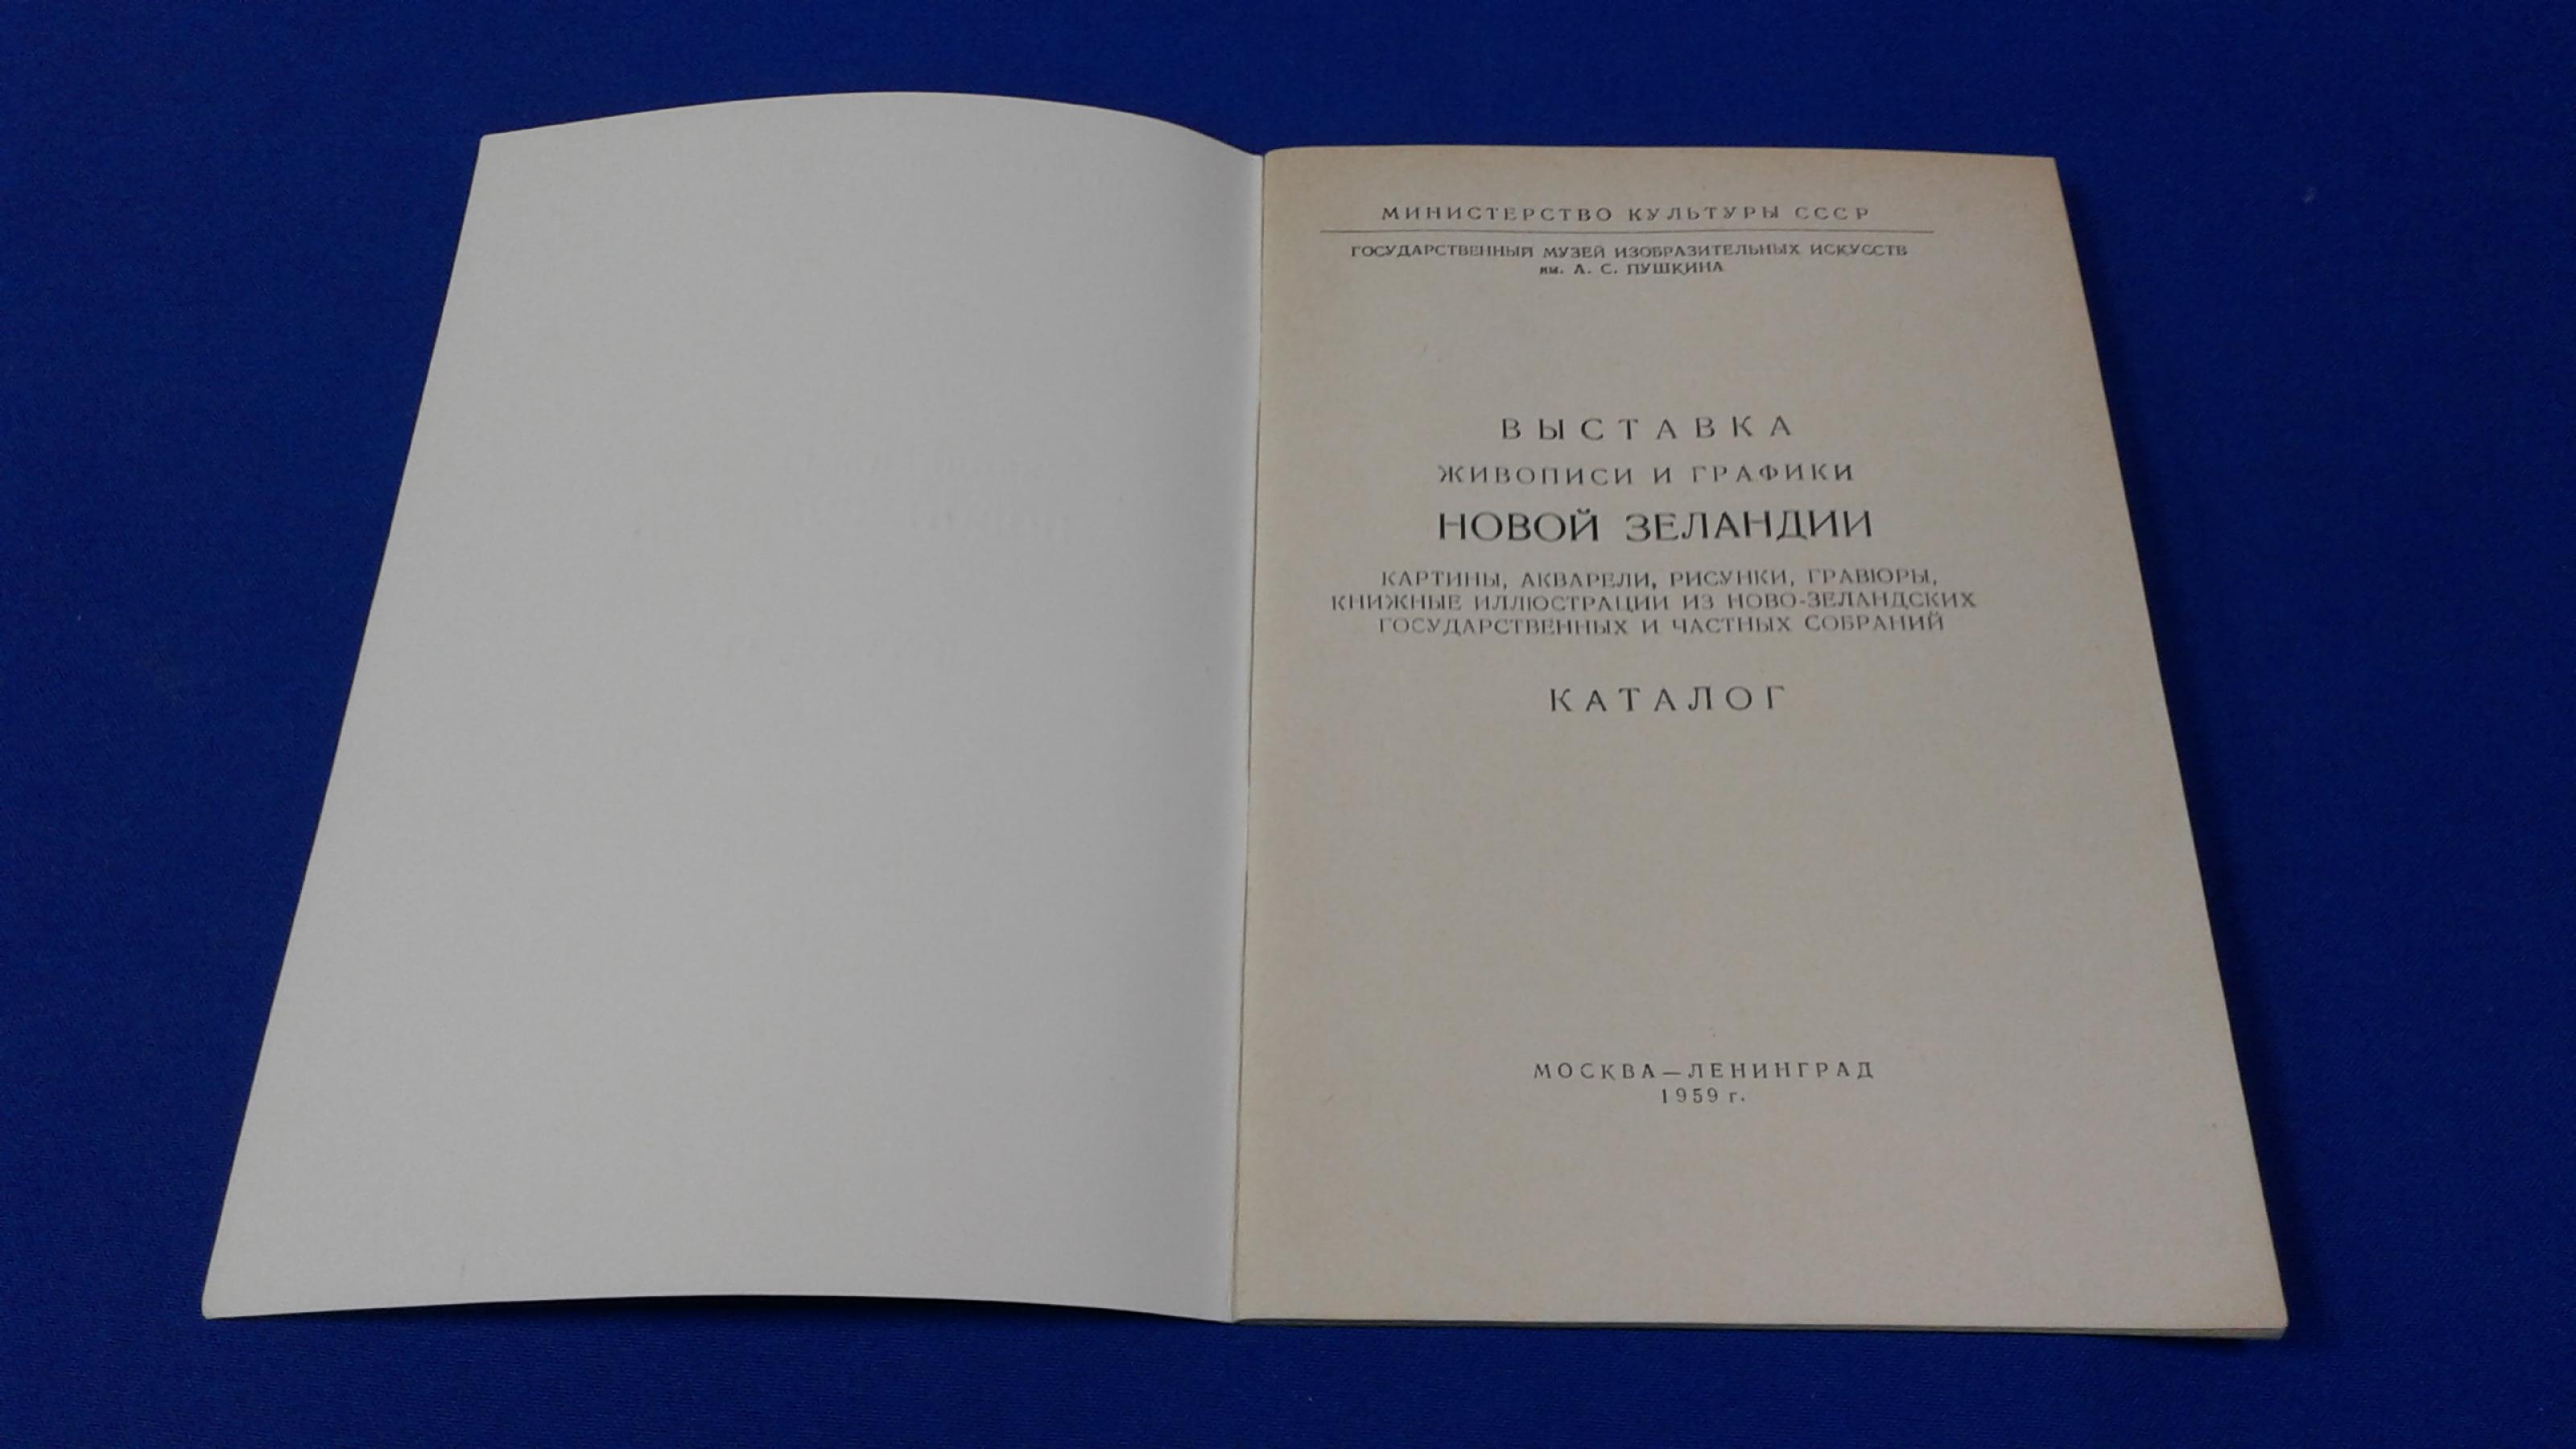 МИНИСТЕРСТВО КУЛЬТУРЫ СССР
ГОСУДАРСТВЕННЫЙ МУЗЕЙ ИЗОБРАЗИТЕЛЬНЫХ ИСКУССТВ
им. А. С. ПУШКИНА
ВЫСТАВКА
ЖИВОПИСИ И ГРАФИКИ
НОВОЙ ЗЕЛАНДИИ
КАРТИНЫ, АКВАРЕЛИ, РИСУНКИ, ГРАВЮРЫ,
КНИЖНЫЕ ИЛЛЮСТРАЦИИ ИЗ НОВО-ЗЕЛАНДСКИХ
ГОСУДАРСТВЕННЫХ И ЧАСТНЫХ СОБРАНИЙ
КАТАЛОГ
МОСКВА—ЛЕНИНГРАД
1959 г.